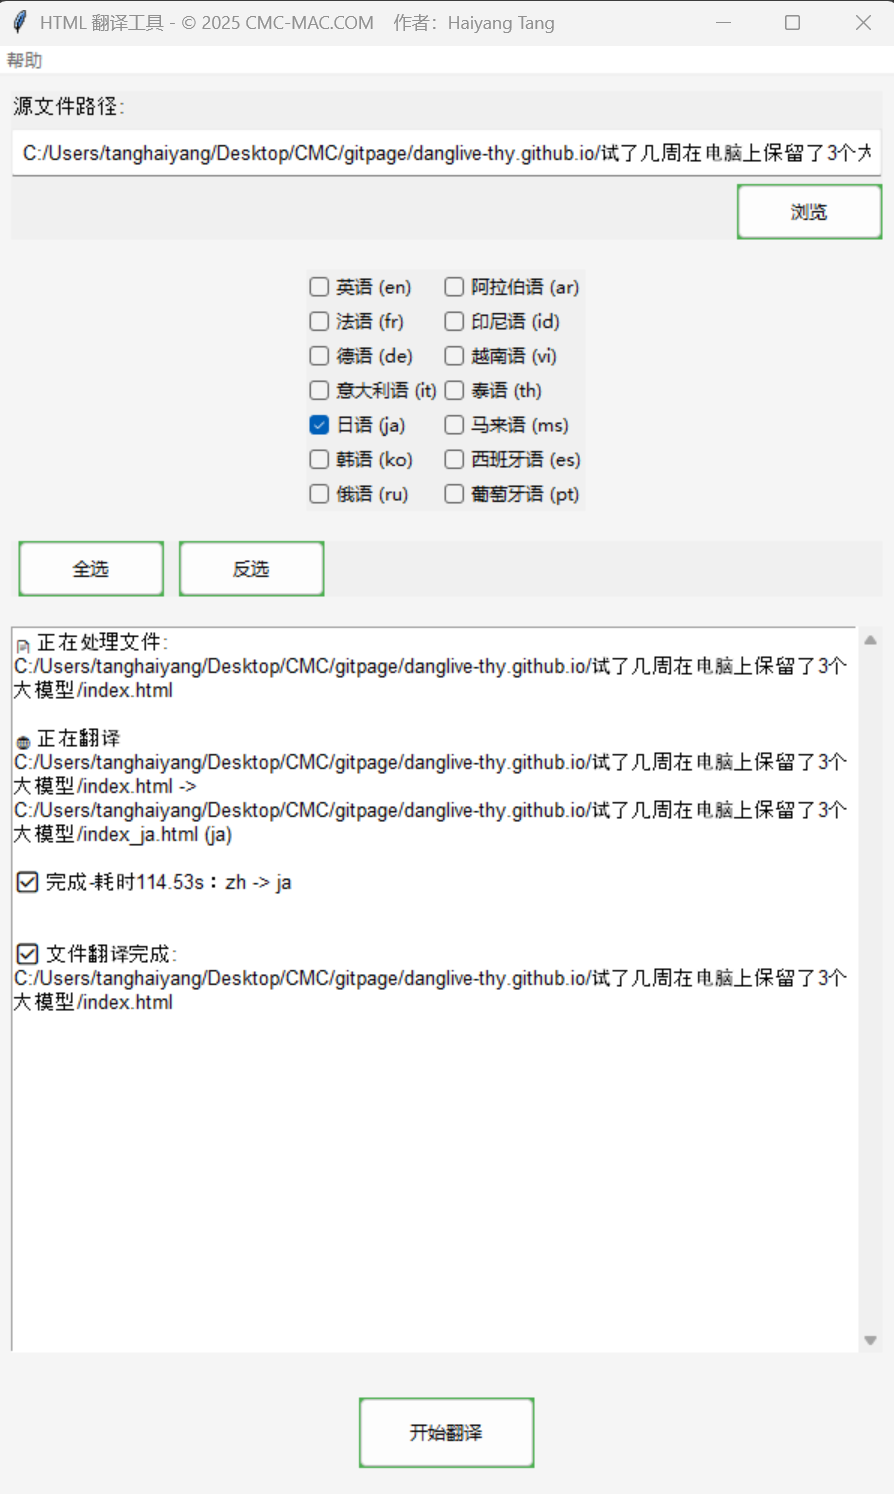 HTML 翻译工具 - © 2025 CMC-MAC.COM 作者：Haiyang Tang
帮助
源文件路径:
C:/Users/tanghaiyang/Desktop/CMC/gitpage/danglive-thy.github.io/试了几周在电脑上保留了3个大
浏览
英语 (en) 阿拉伯语 (ar)
法语 (fr) 印尼语 (id)
德语 (de) 越南语 (vi)
意大利语 (it) 泰语 (th)
日语 (ja) 马来语 (ms)
韩语 (ko) 西班牙语 (es)
俄语 (ru) 葡萄牙语 (pt)
全选 反选
正在处理文件:
C:/Users/tanghaiyang/Desktop/CMC/gitpage/danglive-thy.github.io/试了几周在电脑上保留了3个
大模型/index.html
正在翻译
C:/Users/tanghaiyang/Desktop/CMC/gitpage/danglive-thy.github.io/试了几周在电脑上保留了3个
大模型/index.html ->
C:/Users/tanghaiyang/Desktop/CMC/gitpage/danglive-thy.github.io/试了几周在电脑上保留了3个
大模型/index_ja.html (ja)
完成-耗时114.53s：zh -> ja
文件翻译完成:
C:/Users/tanghaiyang/Desktop/CMC/gitpage/danglive-thy.github.io/试了几周在电脑上保留了3个
大模型/index.html
开始翻译